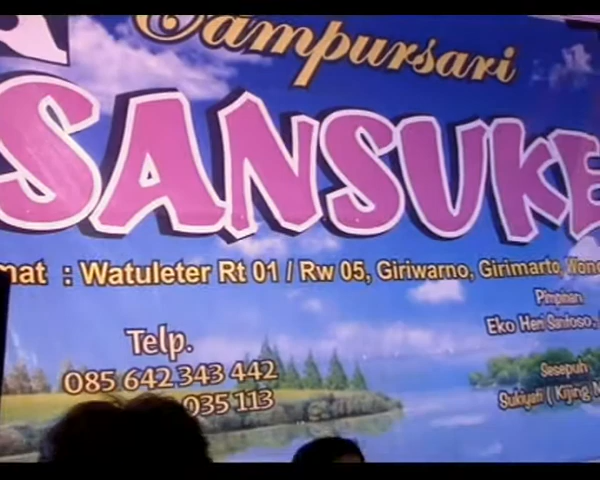 Campursari
SANSUKE
: Watuleter Rt 01 / Rw 05, Giriwarno, Girimarto,
Pimpinan
Eko Heri Santoso,
Telp.
085 642 343 442
035 113
Sesepuh
Sukiyati ( Kijing